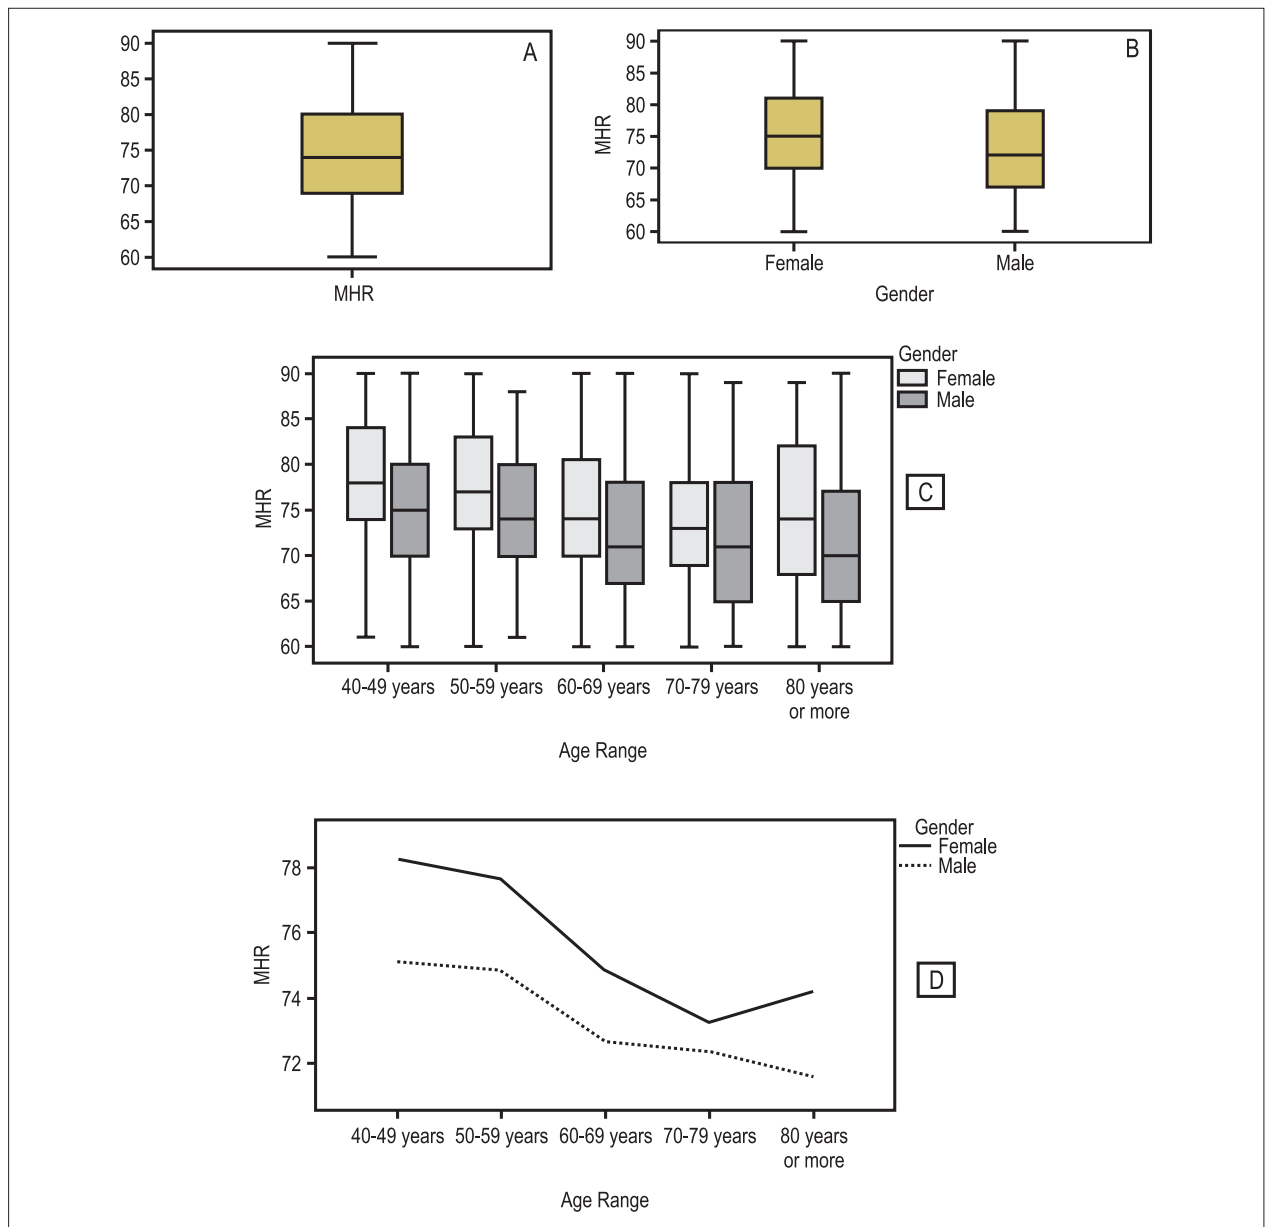 A
90
85
80
75
70
65
60
MHR
B
MHR
90
85
80
75
70
65
60
Female
Male
Gender
Gender
Female
Male
C
MHR
90
85
80
75
70
65
60
40-49 years
50-59 years
60-69 years
70-79 years
80 years
or more
Age Range
Gender
Female
Male
D
MHR
78
76
74
72
40-49 years
50-59 years
60-69 years
70-79 years
80 years
or more
Age Range